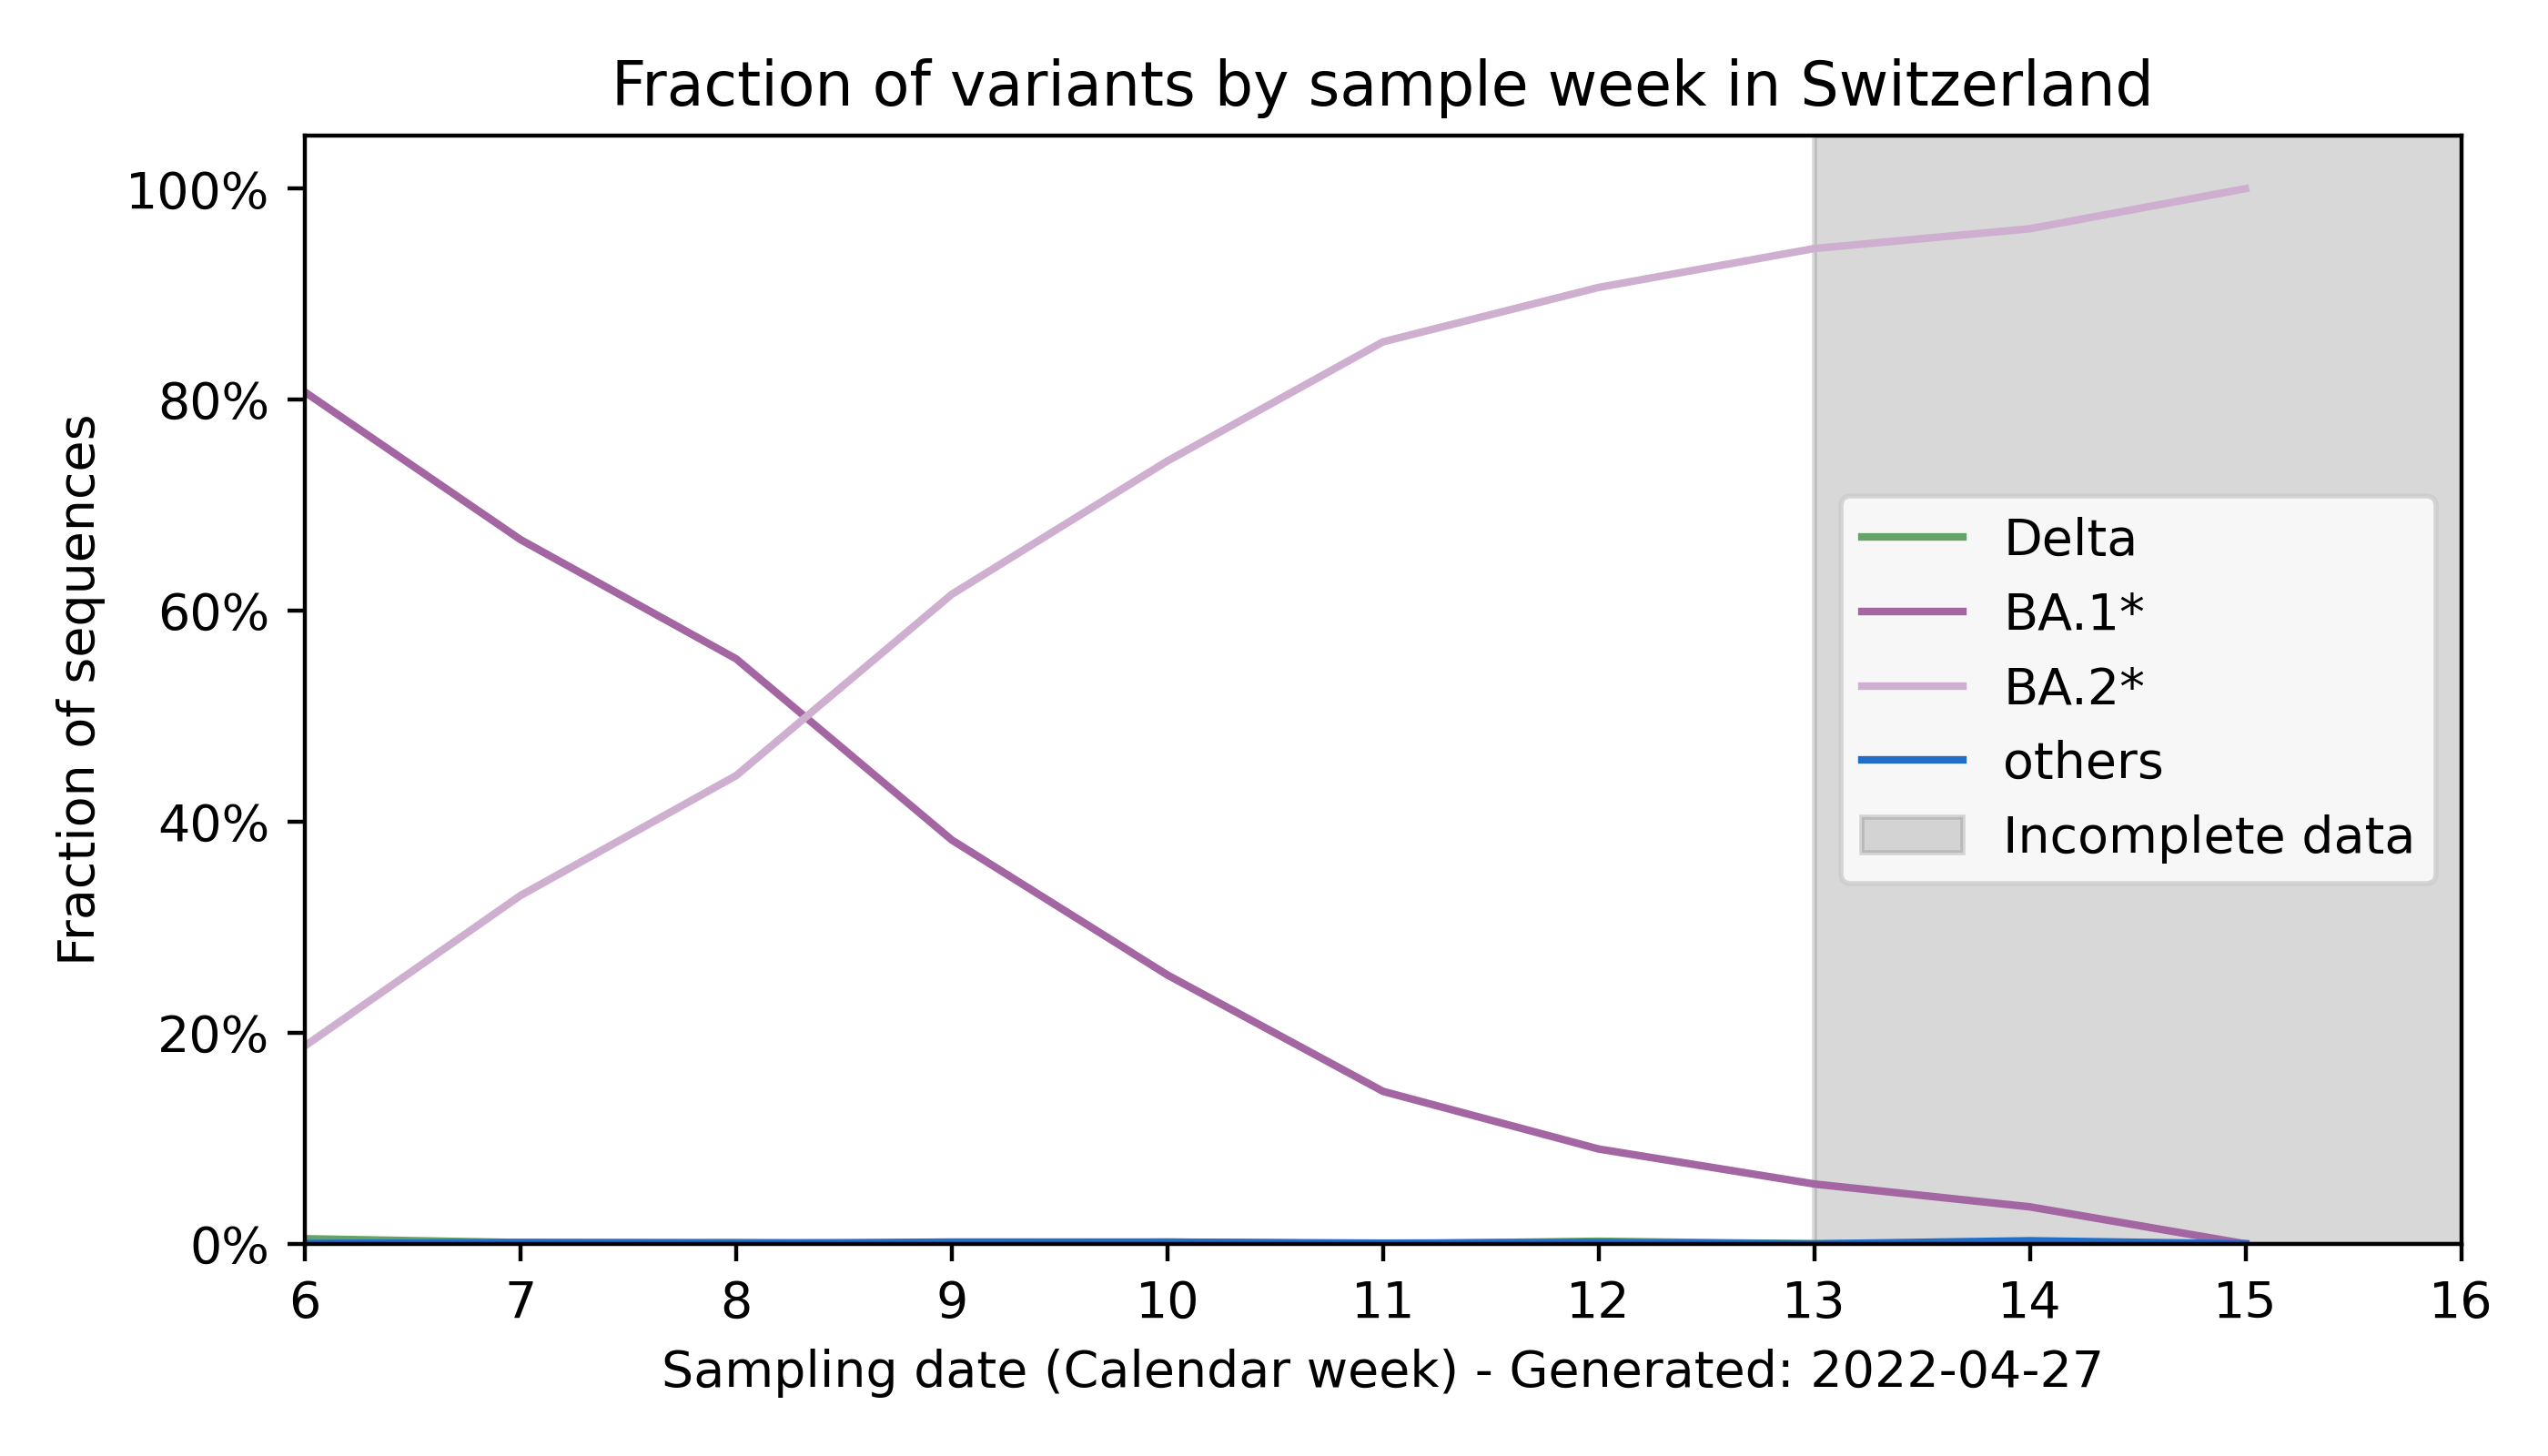 Fraction of variants by sample week in Switzerland
Fraction of sequences
100%
80%
60%
40%
20%
0%
Delta
BA.1*
BA.2*
others
Incomplete data
6 7 8 9 10 11 12 13 14 15 16
Sampling date (Calendar week) - Generated: 2022-04-27